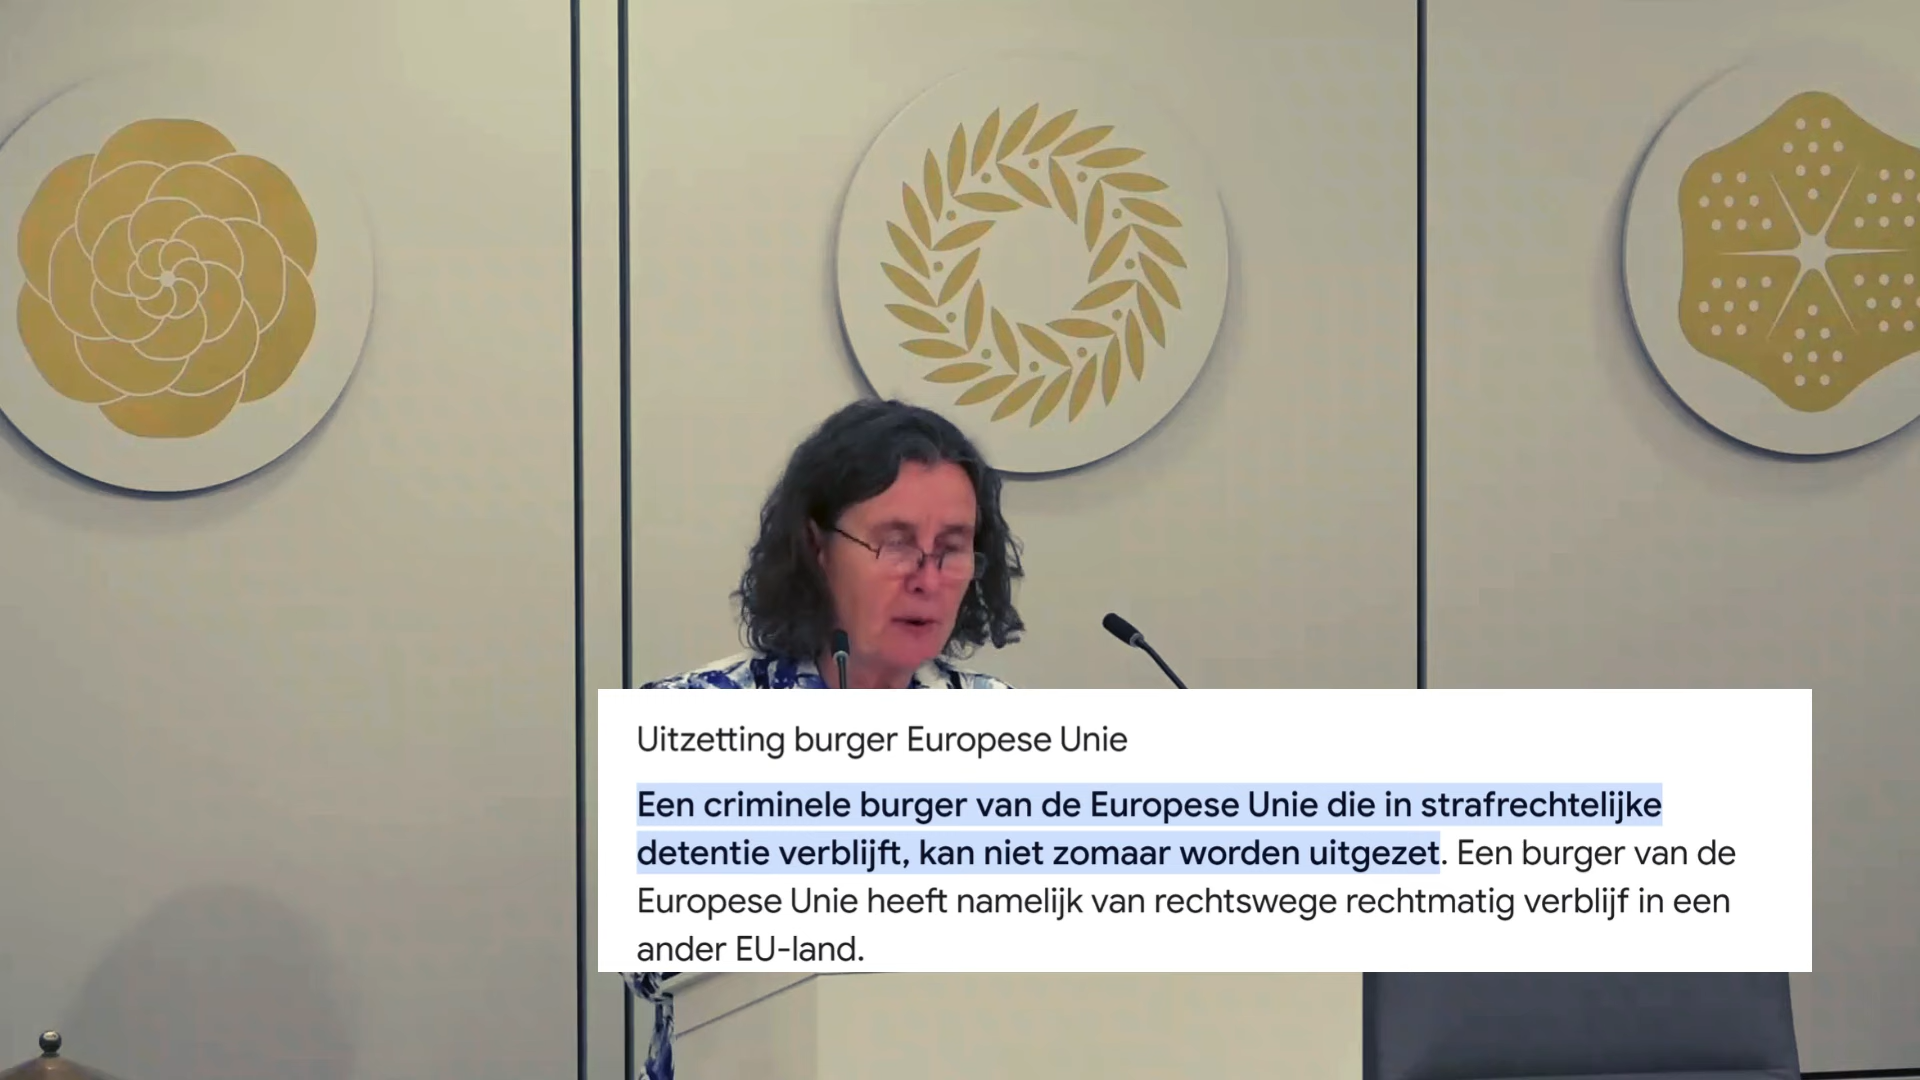 Uitzetting burger Europese Unie
Een criminele burger van de Europese Unie die in strafrechtelijke
detentie verblijft, kan niet zomaar worden uitgezet. Een burger van de
Europese Unie heeft namelijk van rechtswege rechtmatig verblijf in een
ander EU-land.